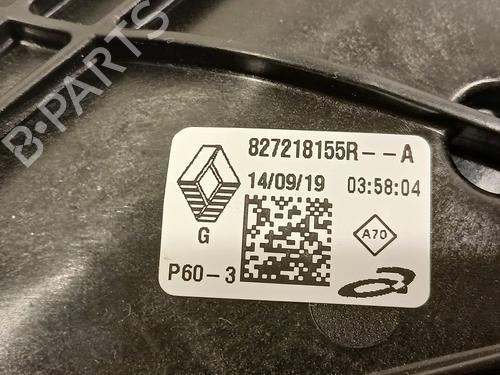 B-PARTS
827218155R--A
14/09/19 03:58:04
G
A70
P60-3